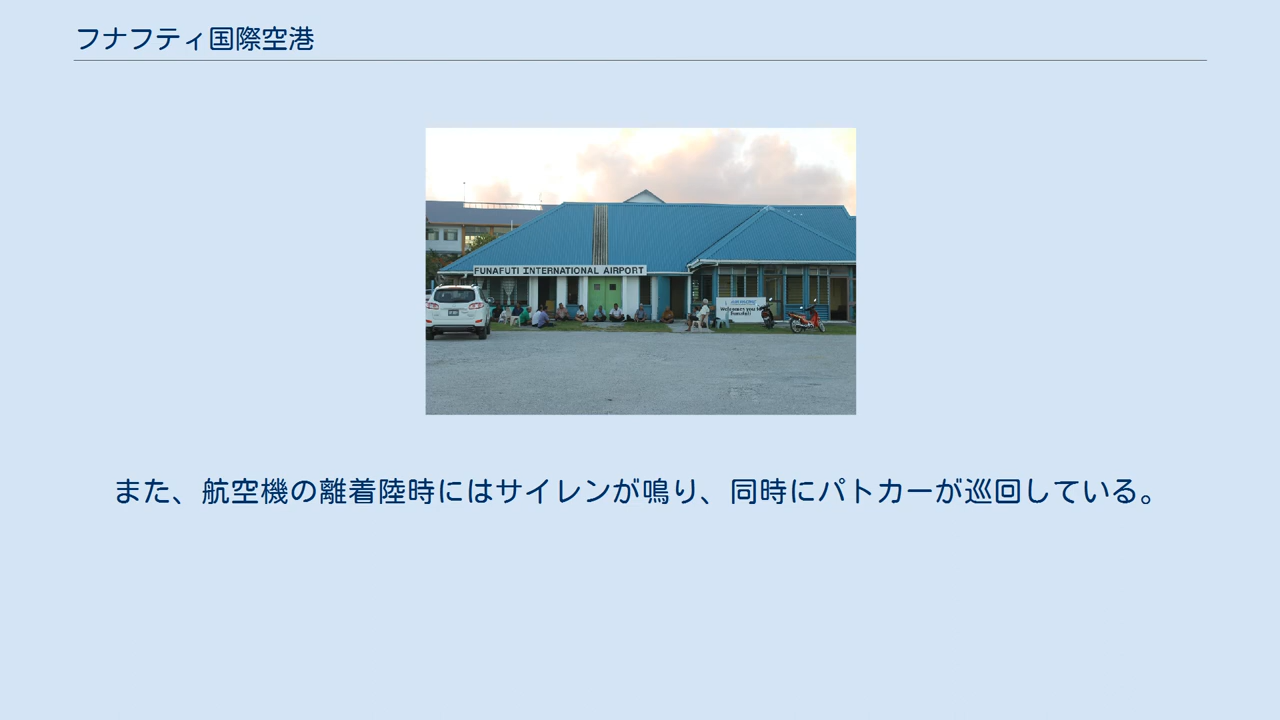 フナフティ国際空港
FUNAFUTI INTERNATIONAL AIRPORT
Welcomes you to
Funafuti
また、航空機の離着陸時にはサイレンが鳴り、同時にパトカーが巡回している。